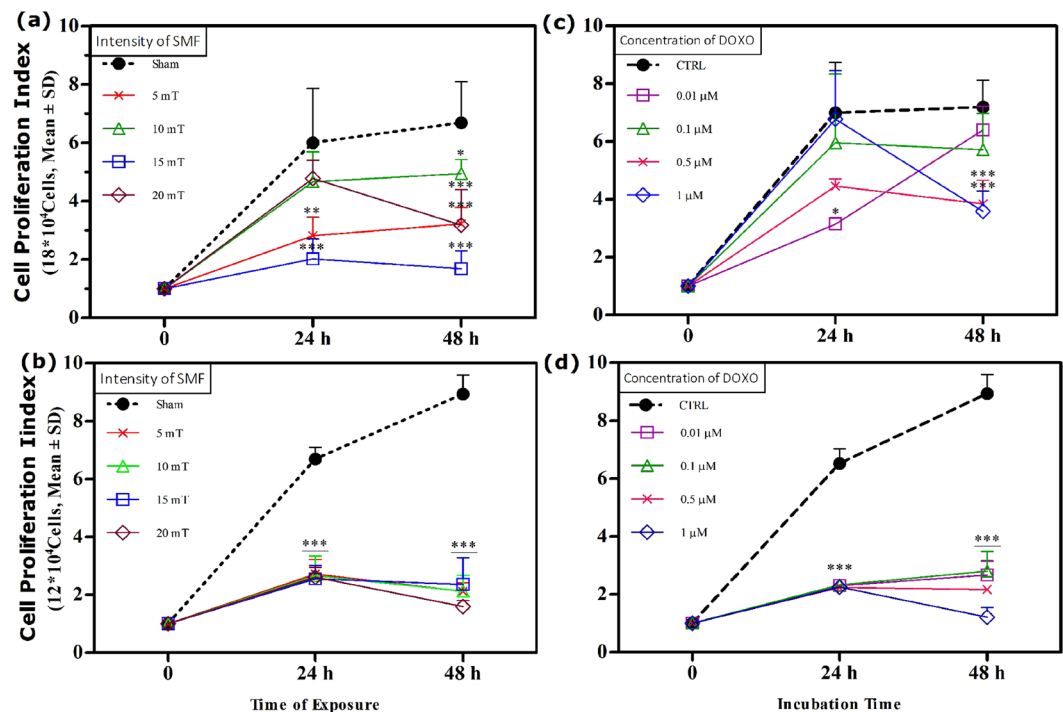 (a)
Cell Proliferation Index
(18*10⁴Cells, Mean ± SD)
10
8
6
4
2
0
Intensity of SMF
Sham
5 mT
10 mT
15 mT
20 mT
**
***
*
***
***
***
0
24 h
48 h
(c)
10
8
6
4
2
0
Concentration of DOXO
CTRL
0.01 µM
0.1 µM
0.5 µM
1 µM
*
***
***
0
24 h
48 h
(b)
Cell Proliferation Iindex
(12*10⁴Cells, Mean ± SD)
10
8
6
4
2
0
Intensity of SMF
Sham
5 mT
10 mT
15 mT
20 mT
***
***
0
24 h
48 h
Time of Exposure
(d)
10
8
6
4
2
0
Concentration of DOXO
CTRL
0.01 µM
0.1 µM
0.5 µM
1 µM
***
***
0
24 h
48 h
Incubation Time